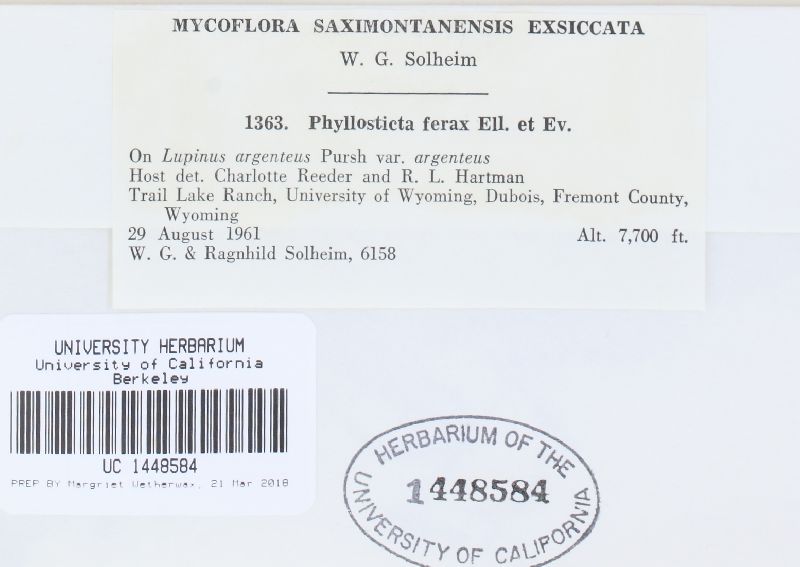 MYCOFLORA SAXIMONTANENSIS EXSICCATA
W. G. Solheim
1363. Phyllosticta ferax Ell. et Ev.
On Lupinus argenteus Pursh var. argenteus
Host det. Charlotte Reeder and R. L. Hartman
Trail Lake Ranch, University of Wyoming, Dubois, Fremont County,
Wyoming
29 August 1961 Alt. 7,700 ft.
W. G. & Ragnhild Solheim, 6158
UNIVERSITY HERBARIUM
University of California
Berkeley
UC 1448584
PREP BY Margriet Wetherwax, 21 Mar 2018
HERBARIUM OF THE
1448584
UNIVERSITY OF CALIFORNIA